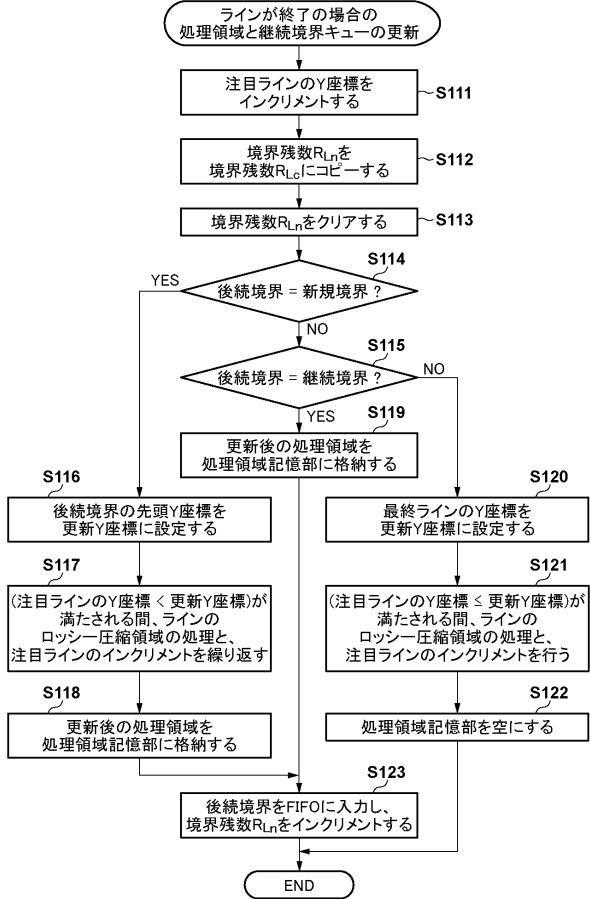 ラインが終了の場合の
処理領域と継続境界キューの更新
注目ラインのY座標を
インクリメントする
S111
境界残数RLnを
境界残数RLcにコピーする
S112
境界残数RLnをクリアする
S113
S114
後続境界 = 新規境界 ?
YES
NO
S115
後続境界 = 継続境界 ?
NO
YES
S119
更新後の処理領域を
処理領域記憶部に格納する
S116
後続境界の先頭Y座標を
更新Y座標に設定する
S117
(注目ラインのY座標 < 更新Y座標)が
満たされる間、ラインの
ロッシー圧縮領域の処理と、
注目ラインのインクリメントを繰り返す
S118
更新後の処理領域を
処理領域記憶部に格納する
S120
最終ラインのY座標を
更新Y座標に設定する
S121
(注目ラインのY座標 ≤ 更新Y座標)が
満たされる間、ラインの
ロッシー圧縮領域の処理と、
注目ラインのインクリメントを行う
S122
処理領域記憶部を空にする
S123
後続境界をFIFOに入力し、
境界残数RLnをインクリメントする
END